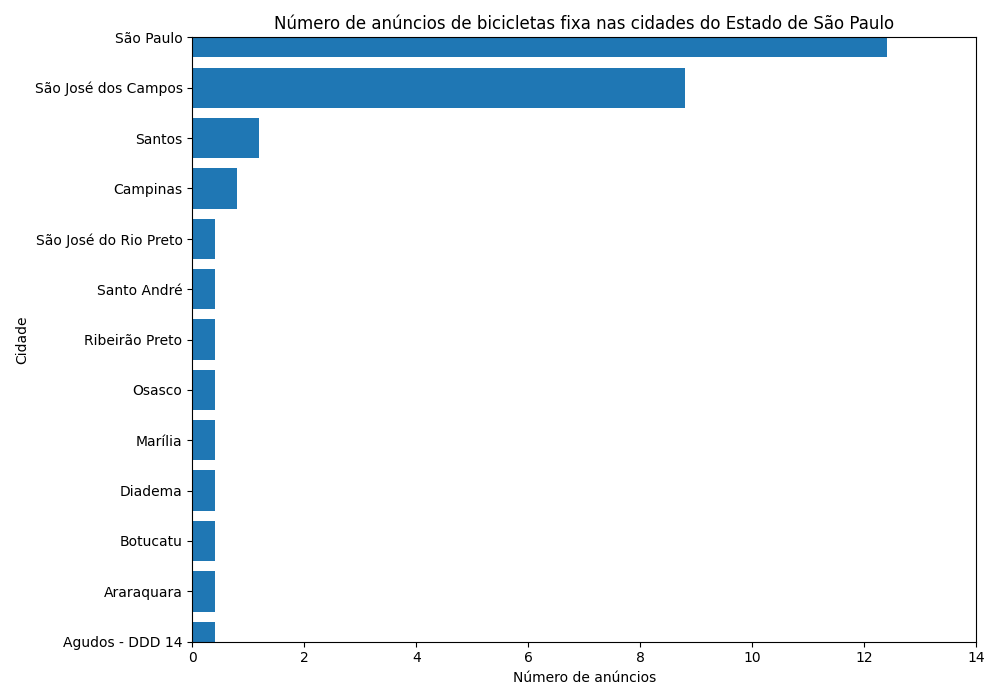 Número de anúncios de bicicletas fixa nas cidades do Estado de São Paulo
São Paulo
São José dos Campos
Santos
Campinas
São José do Rio Preto
Santo André
Ribeirão Preto
Osasco
Marília
Diadema
Botucatu
Araraquara
Agudos - DDD 14
Cidade
0 2 4 6 8 10 12 14
Número de anúncios